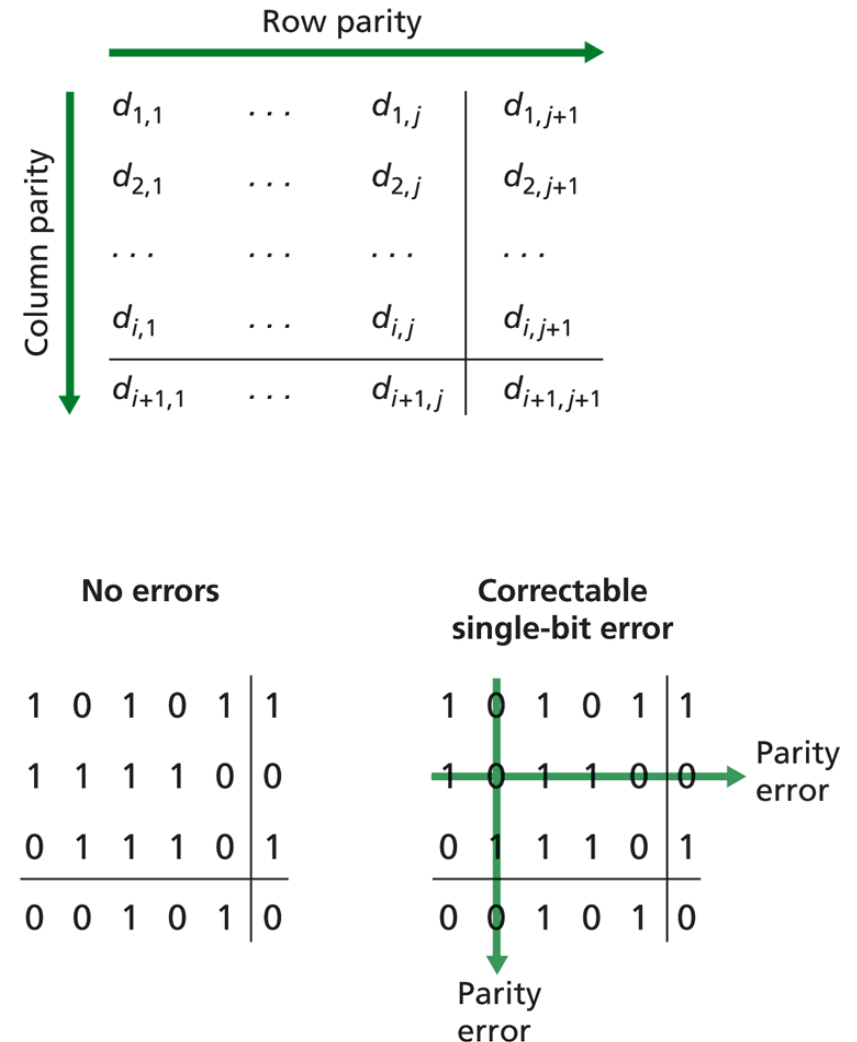 Row parity
Column parity
d1,1 ... d1,j d1,j+1
d2,1 ... d2,j d2,j+1
... ... ... ...
di,1 ... di,j di,j+1
di+1,1 ... di+1,j di+1,j+1
No errors
1 0 1 0 1 1
1 1 1 1 0 0
0 1 1 1 0 1
0 0 1 0 1 0
Correctable
single-bit error
1 0 1 0 1 1
1 0 1 1 0 0
0 1 1 1 0 1
0 0 1 0 1 0
Parity
error
Parity
error